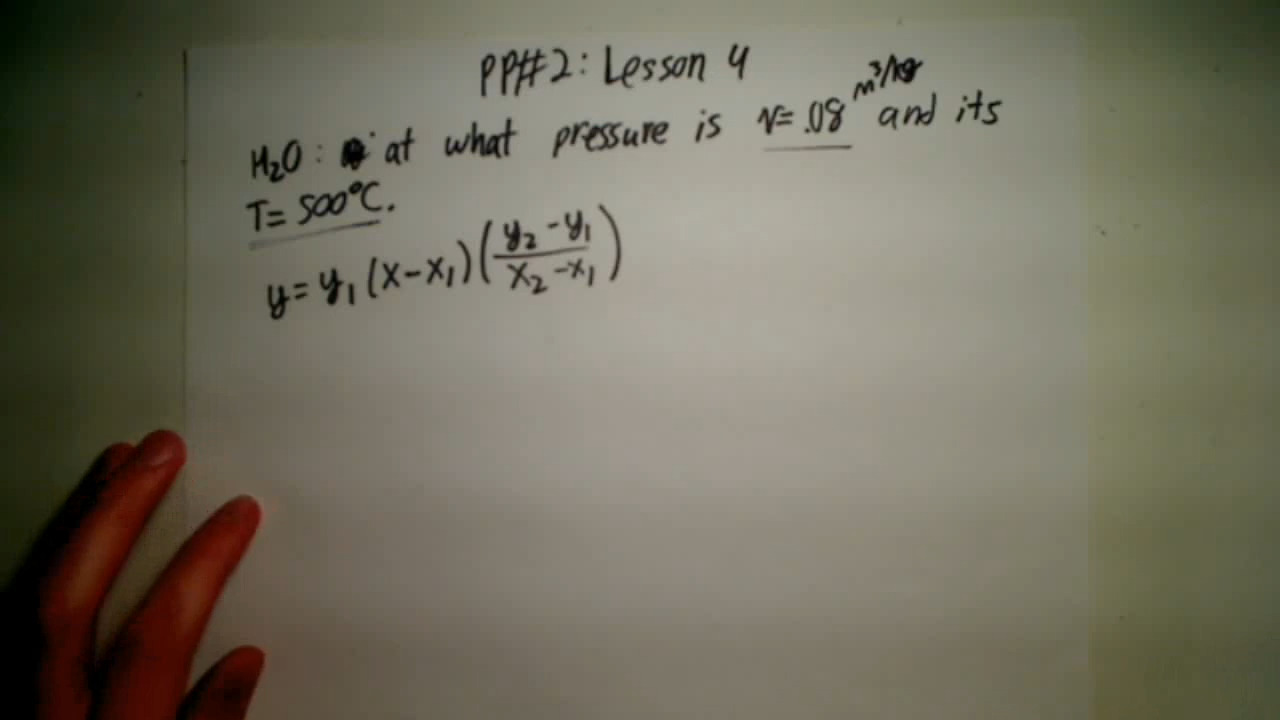 PP#2: Lesson 4
H₂O: at what pressure is v= .08 m³/kg and its
T= 500°C.
y= y₁ (x-x₁) (y₂-y₁/x₂-x₁)